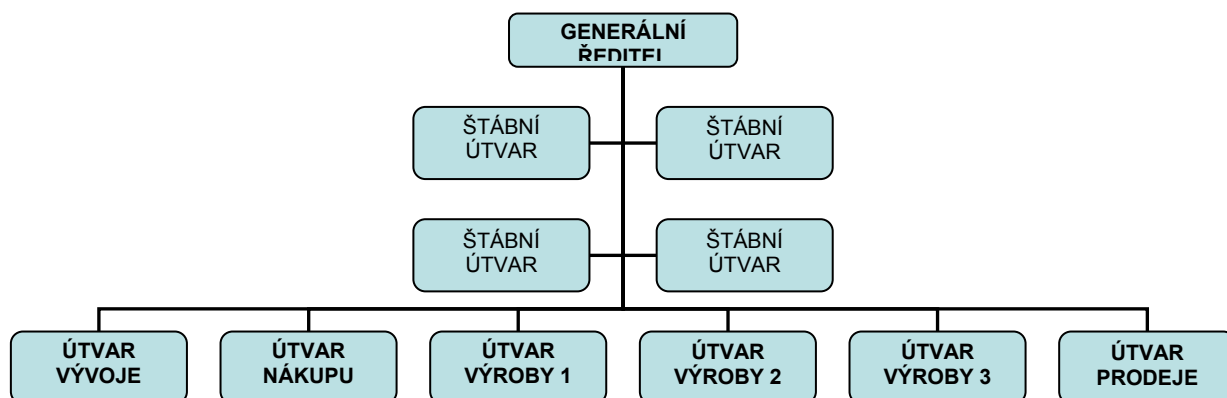 GENERÁLNÍ
ŘEDITEL
ŠTÁBNÍ
ÚTVAR
ŠTÁBNÍ
ÚTVAR
ŠTÁBNÍ
ÚTVAR
ŠTÁBNÍ
ÚTVAR
ÚTVAR
VÝVOJE
ÚTVAR
NÁKUPU
ÚTVAR
VÝROBY 1
ÚTVAR
VÝROBY 2
ÚTVAR
VÝROBY 3
ÚTVAR
PRODEJE